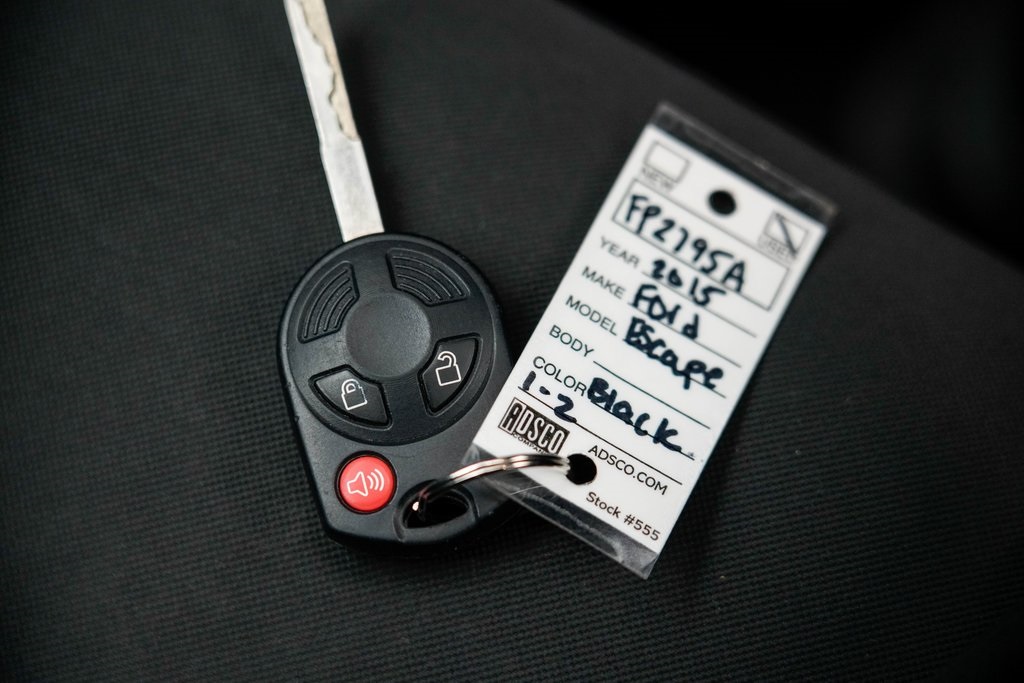 NEW
USED
FP2795A
YEAR 2015
MAKE Ford
MODEL Escape
BODY
COLOR Black
1-2
ADSCO
COMPANY
ADSCO.COM
Stock #555